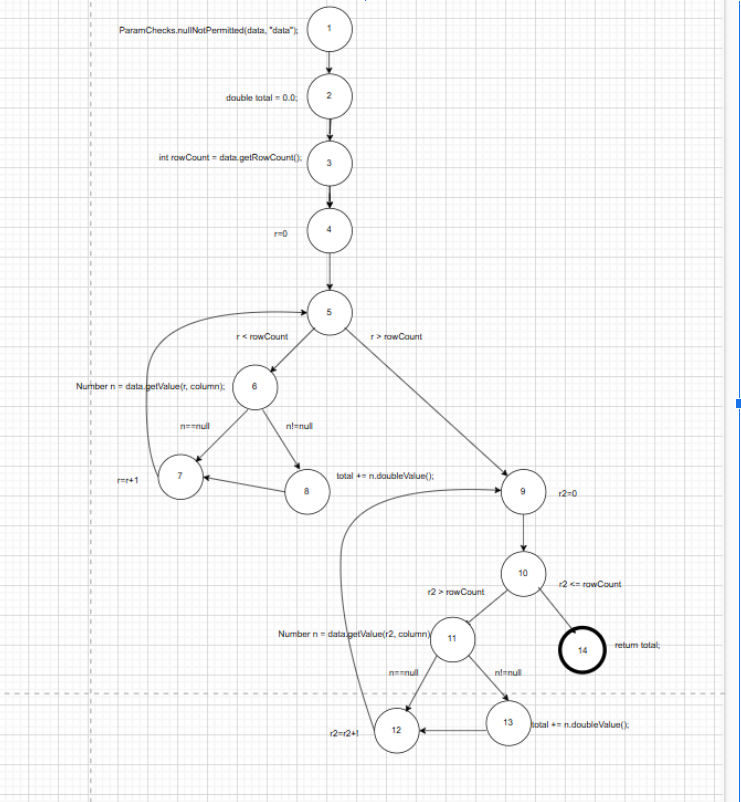 ParamChecks.nullNotPermitted(data, "data");
1
double total = 0.0;
2
int rowCount = data.getRowCount();
3
r=0
4
5
r < rowCount
r > rowCount
Number n = data.getValue(r, column);
6
n==null
n!=null
r=r+1
7
8
total += n.doubleValue();
9
r2=0
10
r2 > rowCount
r2 <= rowCount
Number n = data.getValue(r2, column)
11
14
return total;
n==null
n!=null
r2=r2+!
12
13
total += n.doubleValue();